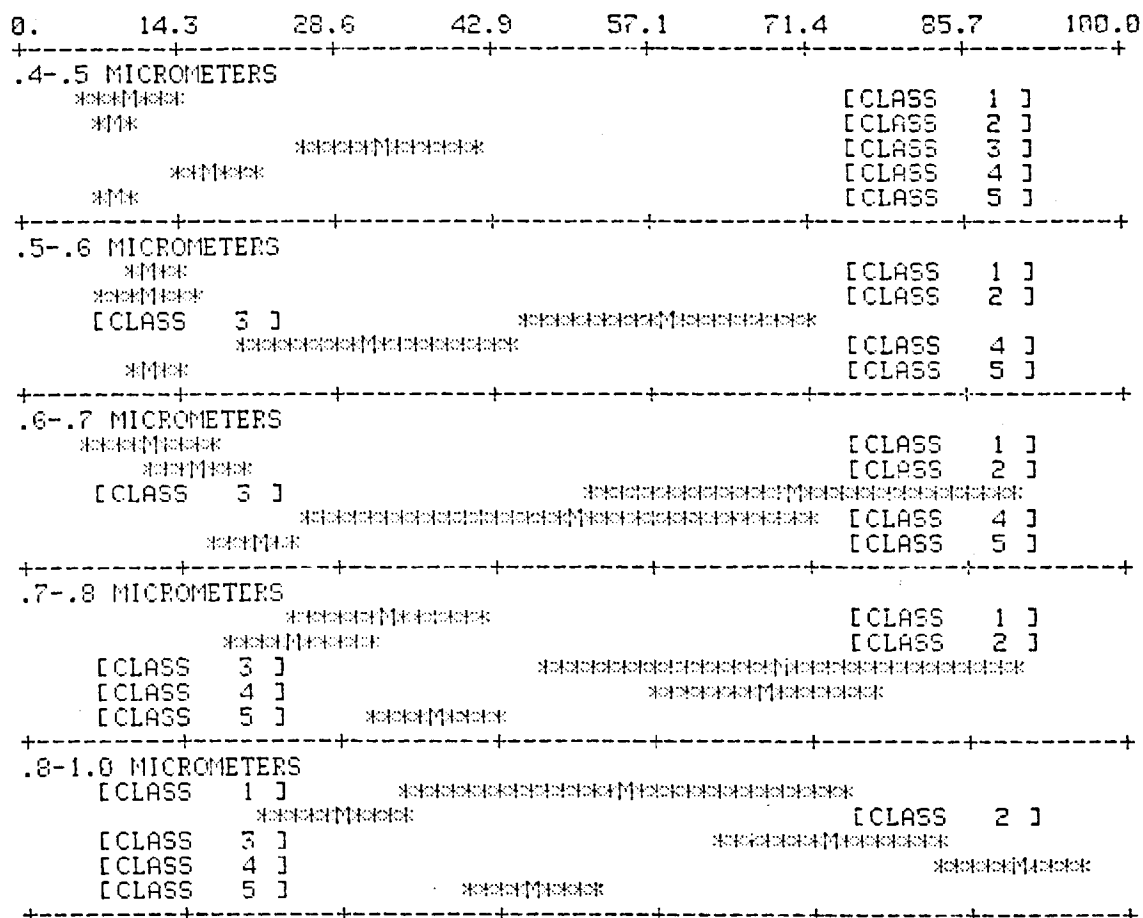 0. 14.3 28.6 42.9 57.1 71.4 85.7 100.0
+---------+---------+---------+---------+---------+---------+---------+
.4-.5 MICROMETERS
***M*** [CLASS 1 ]
*M* [CLASS 2 ]
*****M****** [CLASS 3 ]
**M*** [CLASS 4 ]
*M* [CLASS 5 ]
+---------+---------+---------+---------+---------+---------+---------+
.5-.6 MICROMETERS
*M** [CLASS 1 ]
***M*** [CLASS 2 ]
[CLASS 3 ] *********M*********
********M********* [CLASS 4 ]
*M** [CLASS 5 ]
+---------+---------+---------+---------+---------+---------+---------+
.6-.7 MICROMETERS
****M**** [CLASS 1 ]
***M*** [CLASS 2 ]
[CLASS 3 ] *************M**************
*****************M*************** [CLASS 4 ]
***M** [CLASS 5 ]
+---------+---------+---------+---------+---------+---------+---------+
.7-.8 MICROMETERS
******M****** [CLASS 1 ]
****M***** [CLASS 2 ]
[CLASS 3 ] ***************M***************
[CLASS 4 ] *******M*******
[CLASS 5 ] ****M****
+---------+---------+---------+---------+---------+---------+---------+
.8-1.0 MICROMETERS
[CLASS 1 ] **************M**************
*****M**** [CLASS 2 ]
[CLASS 3 ] *******M*******
[CLASS 4 ] *****M****
[CLASS 5 ] ****M****
+---------+---------+---------+---------+---------+---------+---------+